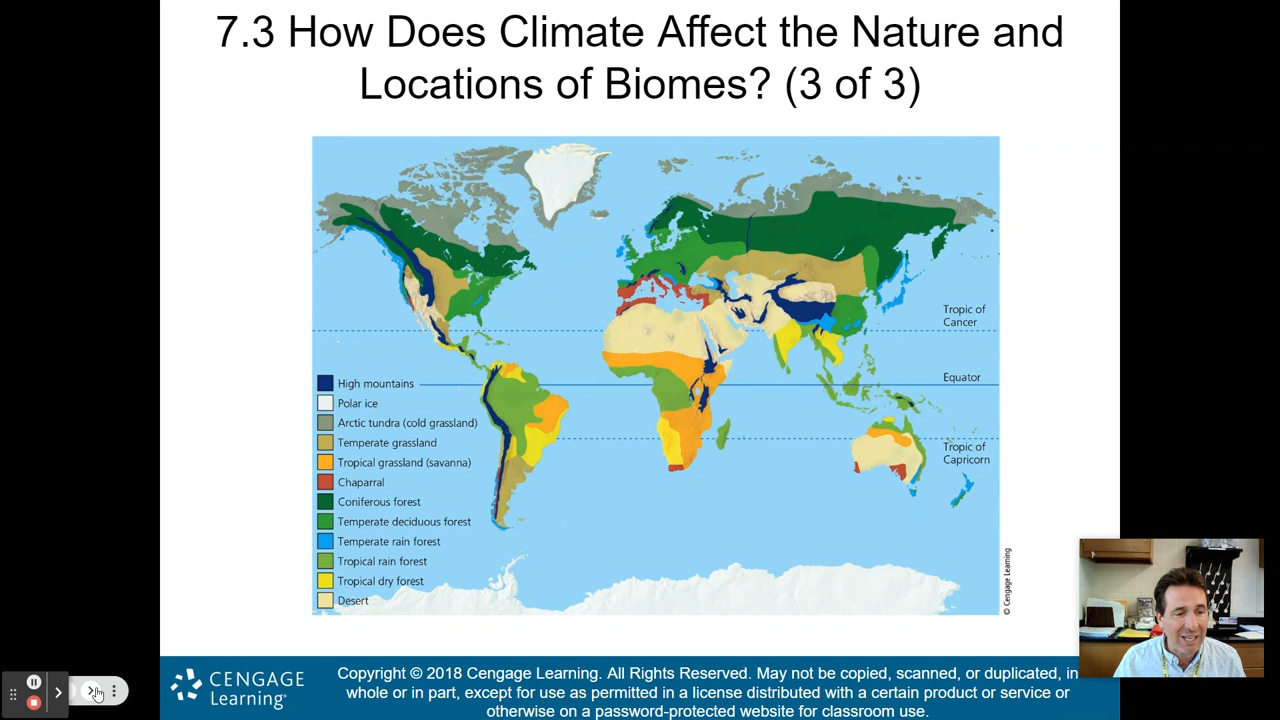 7.3 How Does Climate Affect the Nature and
Locations of Biomes? (3 of 3)
Tropic of
Cancer
Equator
Tropic of
Capricorn
High mountains
Polar ice
Arctic tundra (cold grassland)
Temperate grassland
Tropical grassland (savanna)
Chaparral
Coniferous forest
Temperate deciduous forest
Temperate rain forest
Tropical rain forest
Tropical dry forest
Desert
© Cengage Learning
CENGAGE
Learning®
Copyright © 2018 Cengage Learning. All Rights Reserved. May not be copied, scanned, or duplicated, in
whole or in part, except for use as permitted in a license distributed with a certain product or service or
otherwise on a password-protected website for classroom use.